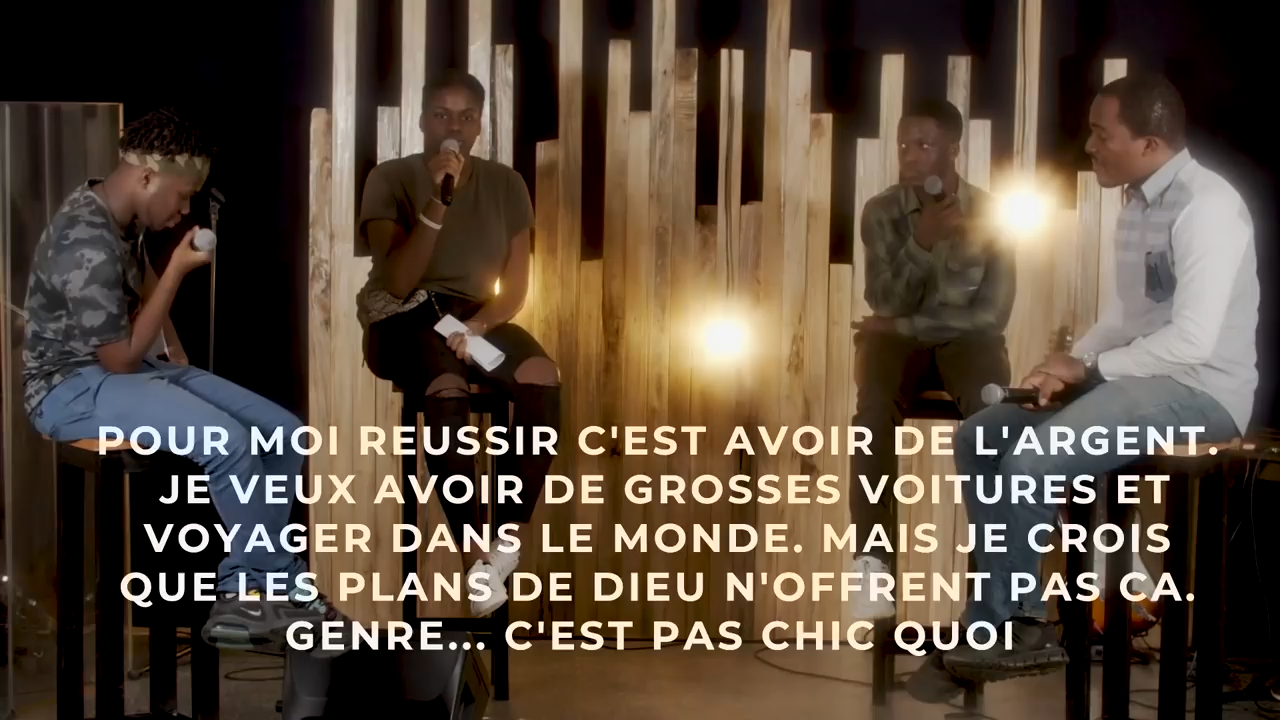 POUR MOI REUSSIR C'EST AVOIR DE L'ARGENT.
JE VEUX AVOIR DE GROSSES VOITURES ET
VOYAGER DANS LE MONDE. MAIS JE CROIS
QUE LES PLANS DE DIEU N'OFFRENT PAS CA.
GENRE... C'EST PAS CHIC QUOI